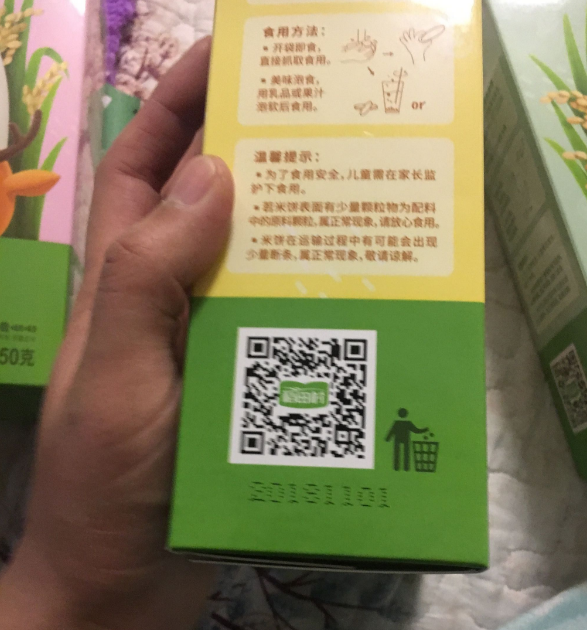 食用方法：
• 开袋即食，
直接抓取食用。
• 美味泡食，
用乳品或果汁
泡软后食用。
or
温馨提示：
• 为了食用安全，儿童需在家长监
护下食用。
• 若米饼表面有少量颗粒物为配料
中的原料颗粒，属正常现象，请放心食用。
• 米饼在运输过程中有可能会出现
少量断条，属正常现象，敬请谅解。
20181101
50克